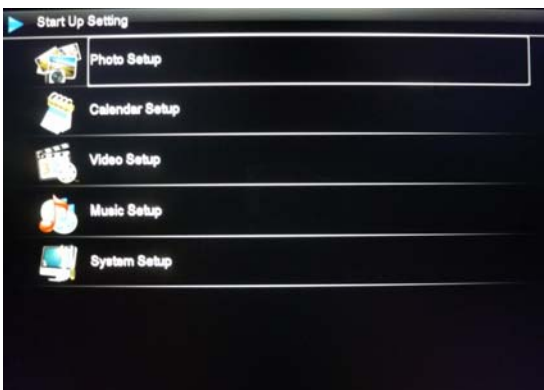 Start Up Setting
Photo Setup
Calendar Setup
Video Setup
Music Setup
System Setup